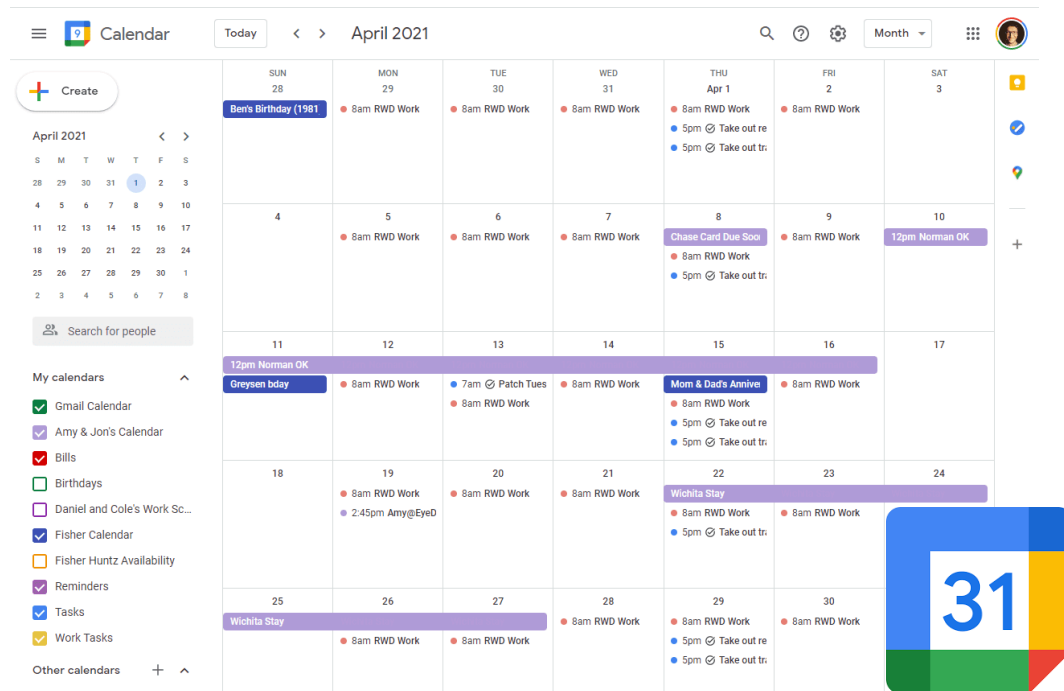 9 Calendar Today April 2021 Month
Create
April 2021
S M T W T F S
28 29 30 31 1 2 3
4 5 6 7 8 9 10
11 12 13 14 15 16 17
18 19 20 21 22 23 24
25 26 27 28 29 30 1
2 3 4 5 6 7 8
Search for people
My calendars
Gmail Calendar
Amy & Jon's Calendar
Bills
Birthdays
Daniel and Cole's Work Sc...
Fisher Calendar
Fisher Huntz Availability
Reminders
Tasks
Work Tasks
Other calendars
SUN MON TUE WED THU FRI SAT
28 29 30 31 Apr 1 2 3
Ben's Birthday (1981 8am RWD Work 8am RWD Work 8am RWD Work 8am RWD Work 8am RWD Work
5pm Take out re
5pm Take out tra
4 5 6 7 8 9 10
8am RWD Work 8am RWD Work 8am RWD Work Chase Card Due Soo 8am RWD Work 12pm Norman OK
8am RWD Work
5pm Take out tra
11 12 13 14 15 16 17
12pm Norman OK
Greysen bday 8am RWD Work 7am Patch Tues 8am RWD Work Mom & Dad's Anniver 8am RWD Work
8am RWD Work 8am RWD Work
5pm Take out re
5pm Take out tra
18 19 20 21 22 23 24
8am RWD Work 8am RWD Work 8am RWD Work Wichita Stay
2:45pm Amy@EyeD 8am RWD Work 8am RWD Work
5pm Take out tra
25 26 27 28 29 30
Wichita Stay 8am RWD Work 8am RWD Work 8am RWD Work
8am RWD Work 8am RWD Work 5pm Take out re
5pm Take out tra
31